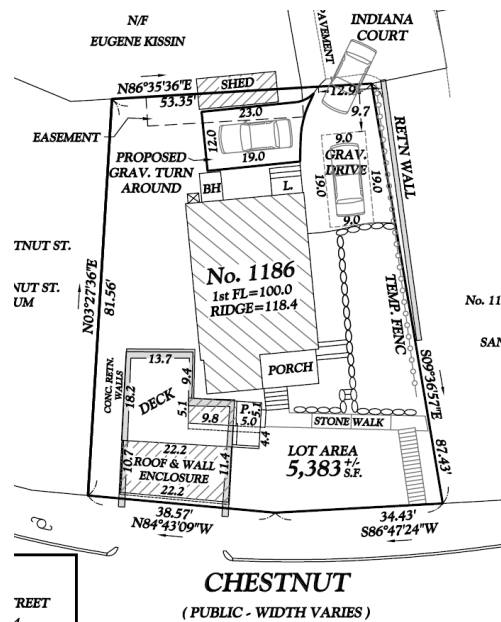 N/F
EUGENE KISSIN
INDIANA
COURT
PAVEMENT
N86°35'36"E
53.35'
SHED
12.9
9.7
EASEMENT
23.0
12.0
19.0
PROPOSED
GRAV. TURN
AROUND
9.0
GRAV.
DRIVE
19.0
19.0
9.0
RETN WALL
BH
L.
TNUT ST.
NUT ST.
UM
N03°27'36"E
81.56'
No. 1186
1st FL=100.0
RIDGE=118.4
TEMP. FENC
No. 11
SAN
S09°36'57"E
87.43'
PORCH
CONC. RETN.
WALLS
13.7
9.4
18.2
DECK
5.1
9.8
P.
5.0
5.1
4.4
STONE WALK
22.2
10.7
11.4
ROOF & WALL
ENCLOSURE
22.2
LOT AREA
5,383 +/-
S.F.
38.57'
N84°43'09"W
34.43'
S86°47'24"W
CHESTNUT
( PUBLIC - WIDTH VARIES )
TREET